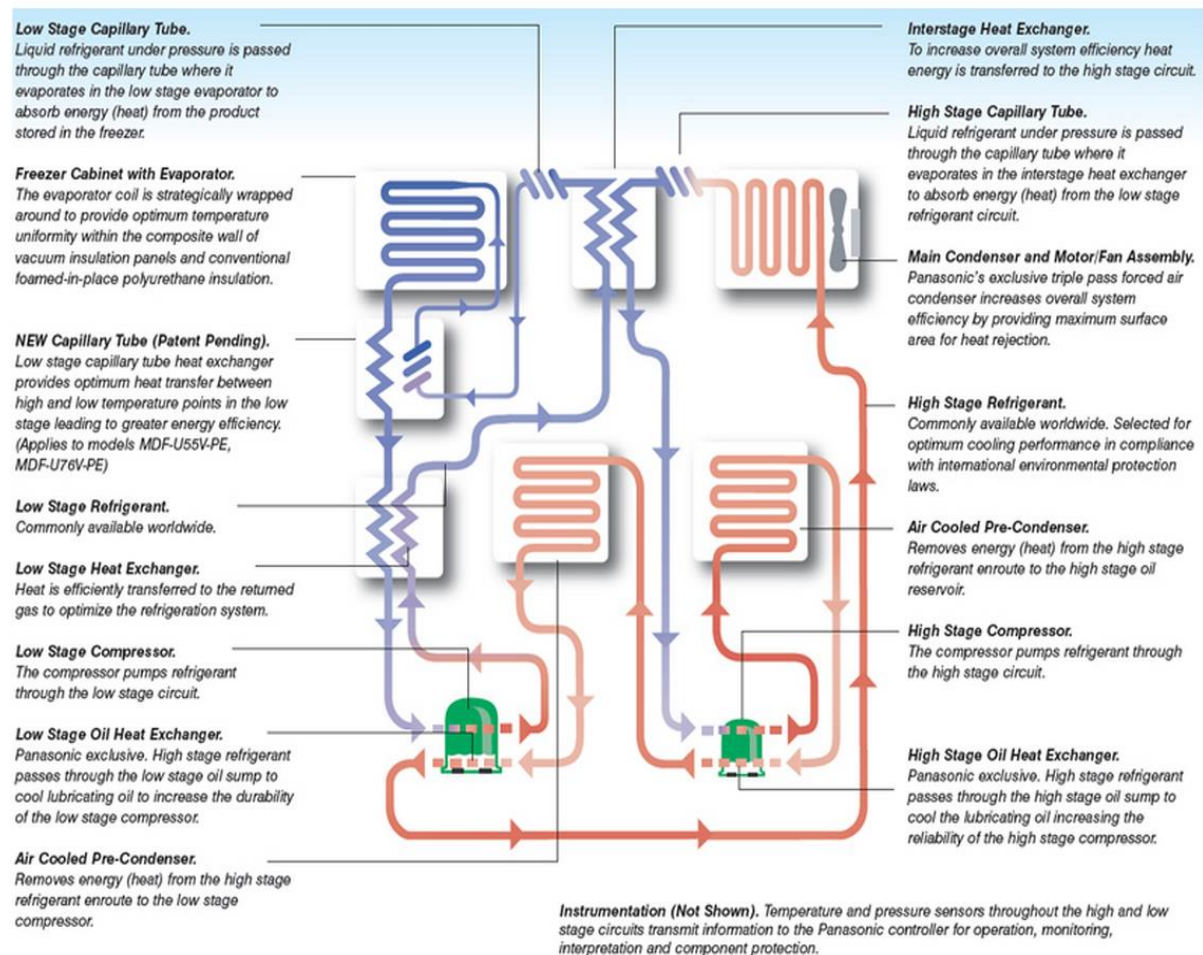 Low Stage Capillary Tube.
Liquid refrigerant under pressure is passed
through the capillary tube where it
evaporates in the low stage evaporator to
absorb energy (heat) from the product
stored in the freezer.
Freezer Cabinet with Evaporator.
The evaporator coil is strategically wrapped
around to provide optimum temperature
uniformity within the composite wall of
vacuum insulation panels and conventional
foamed-in-place polyurethane insulation.
NEW Capillary Tube (Patent Pending).
Low stage capillary tube heat exchanger
provides optimum heat transfer between
high and low temperature points in the low
stage leading to greater energy efficiency.
(Applies to models MDF-U55V-PE,
MDF-U76V-PE)
Low Stage Refrigerant.
Commonly available worldwide.
Low Stage Heat Exchanger.
Heat is efficiently transferred to the returned
gas to optimize the refrigeration system.
Low Stage Compressor.
The compressor pumps refrigerant
through the low stage circuit.
Low Stage Oil Heat Exchanger.
Panasonic exclusive. High stage refrigerant
passes through the low stage oil sump to
cool lubricating oil to increase the durability
of the low stage compressor.
Air Cooled Pre-Condenser.
Removes energy (heat) from the high stage
refrigerant enroute to the low stage
compressor.
Interstage Heat Exchanger.
To increase overall system efficiency heat
energy is transferred to the high stage circuit.
High Stage Capillary Tube.
Liquid refrigerant under pressure is passed
through the capillary tube where it
evaporates in the interstage heat exchanger
to absorb energy (heat) from the low stage
refrigerant circuit.
Main Condenser and Motor/Fan Assembly.
Panasonic's exclusive triple pass forced air
condenser increases overall system
efficiency by providing maximum surface
area for heat rejection.
High Stage Refrigerant.
Commonly available worldwide. Selected for
optimum cooling performance in compliance
with international environmental protection
laws.
Air Cooled Pre-Condenser.
Removes energy (heat) from the high stage
refrigerant enroute to the high stage oil
reservoir.
High Stage Compressor.
The compressor pumps refrigerant through
the high stage circuit.
High Stage Oil Heat Exchanger.
Panasonic exclusive. High stage refrigerant
passes through the high stage oil sump to
cool the lubricating oil increasing the
reliability of the high stage compressor.
Instrumentation (Not Shown). Temperature and pressure sensors throughout the high and low
stage circuits transmit information to the Panasonic controller for operation, monitoring,
interpretation and component protection.